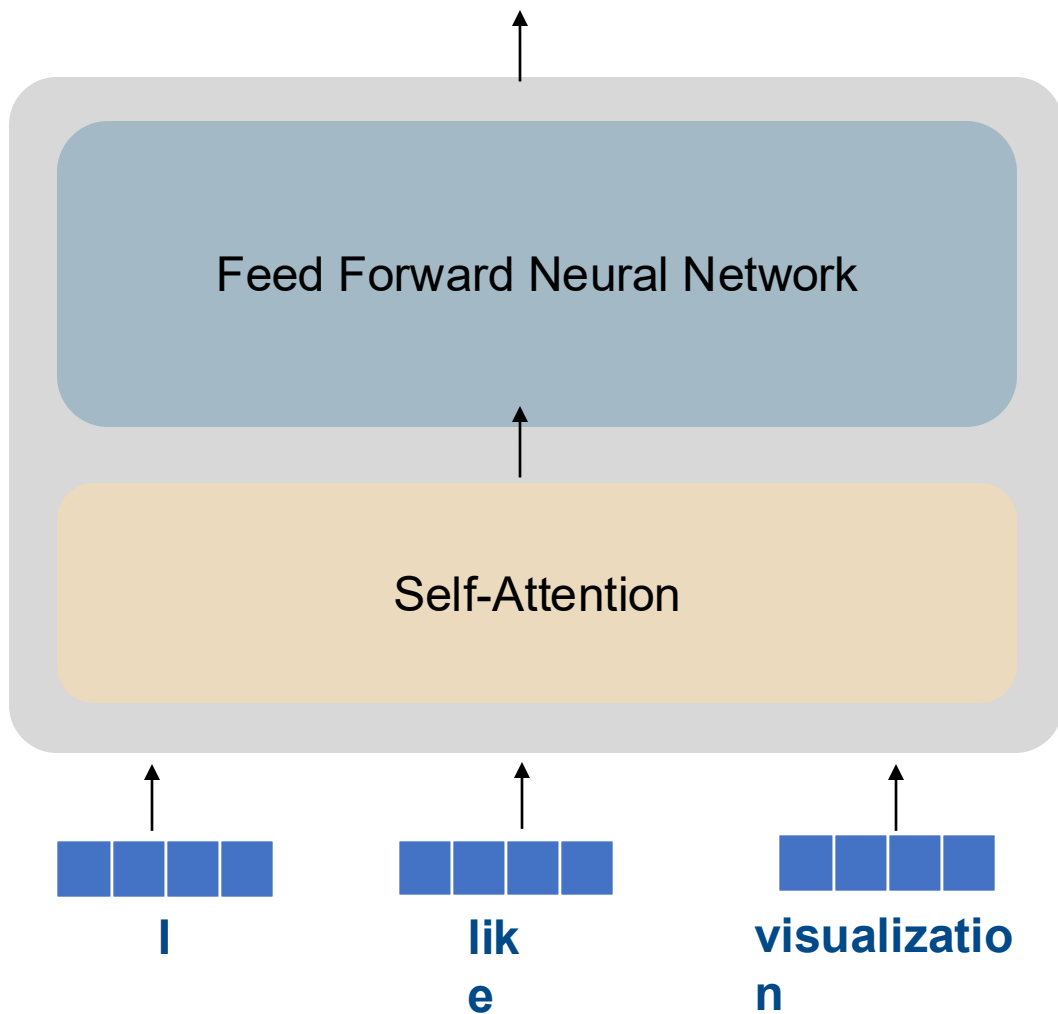 Feed Forward Neural Network
Self-Attention
I
lik
e
visualizatio
n